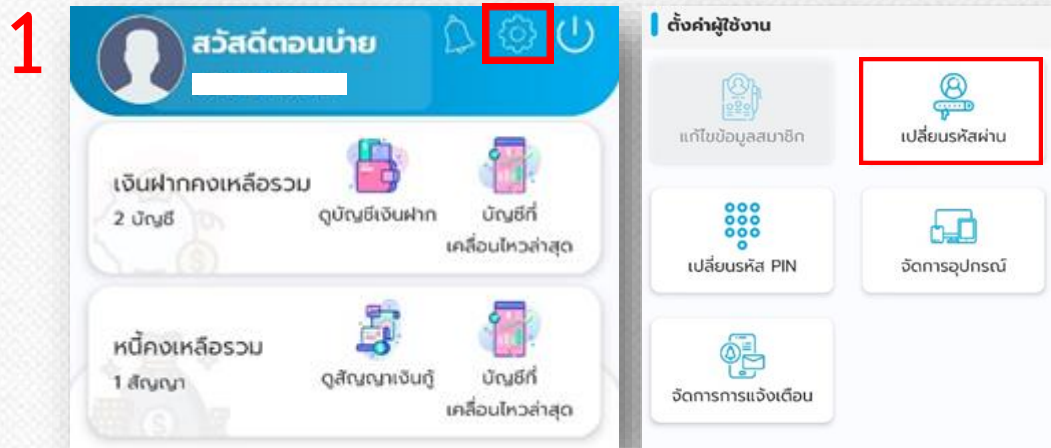 1
สวัสดีตอนบ่าย
เงินฝากคงเหลือรวม
2 บัญชี
ดูบัญชีเงินฝาก
บัญชีที่
เคลื่อนไหวล่าสุด
หนี้คงเหลือรวม
1 สัญญา
ดูสัญญาเงินกู้
บัญชีที่
เคลื่อนไหวล่าสุด
ตั้งค่าผู้ใช้งาน
แก้ไขข้อมูลสมาชิก
เปลี่ยนรหัสผ่าน
เปลี่ยนรหัส PIN
จัดการอุปกรณ์
จัดการการแจ้งเตือน